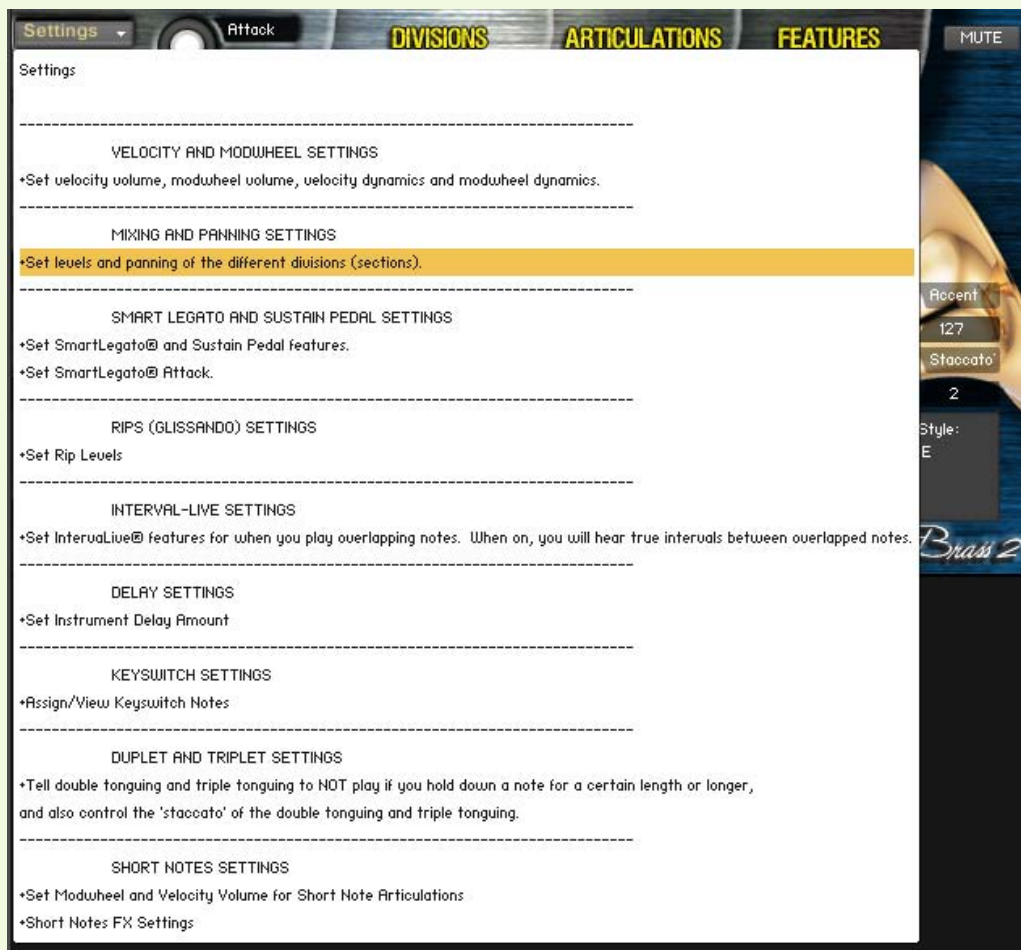 Settings
Attack
DIVISIONS
ARTICULATIONS
FEATURES
MUTE
Settings
--------------------------------------------------------------------------
VELOCITY AND MODWHEEL SETTINGS
+Set velocity volume, modwheel volume, velocity dynamics and modwheel dynamics.
--------------------------------------------------------------------------
MIXING AND PANNING SETTINGS
+Set levels and panning of the different divisions (sections).
--------------------------------------------------------------------------
SMART LEGATO AND SUSTAIN PEDAL SETTINGS
+Set SmartLegato® and Sustain Pedal features.
+Set SmartLegato® Attack.
--------------------------------------------------------------------------
RIPS (GLISSANDO) SETTINGS
+Set Rip Levels
--------------------------------------------------------------------------
INTERVAL-LIVE SETTINGS
+Set IntervaLive® features for when you play overlapping notes.  When on, you will hear true intervals between overlapped notes.
--------------------------------------------------------------------------
DELAY SETTINGS
+Set Instrument Delay Amount
--------------------------------------------------------------------------
KEYSWITCH SETTINGS
+Assign/View Keyswitch Notes
--------------------------------------------------------------------------
DUPLET AND TRIPLET SETTINGS
+Tell double tonguing and triple tonguing to NOT play if you hold down a note for a certain length or longer,
and also control the 'staccato' of the double tonguing and triple tonguing.
--------------------------------------------------------------------------
SHORT NOTES SETTINGS
+Set Modwheel and Velocity Volume for Short Note Articulations
+Short Notes FX Settings
Accent
127
Staccato'
2
Style:
E
Brass 2